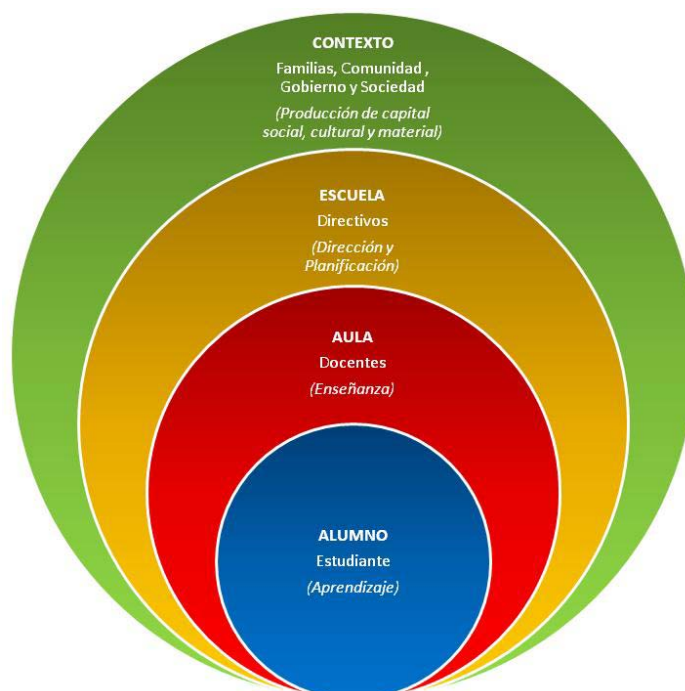 CONTEXTO
Familias, Comunidad ,
Gobierno y Sociedad
(Producción de capital
social, cultural y material)
ESCUELA
Directivos
(Dirección y
Planificación)
AULA
Docentes
(Enseñanza)
ALUMNO
Estudiante
(Aprendizaje)